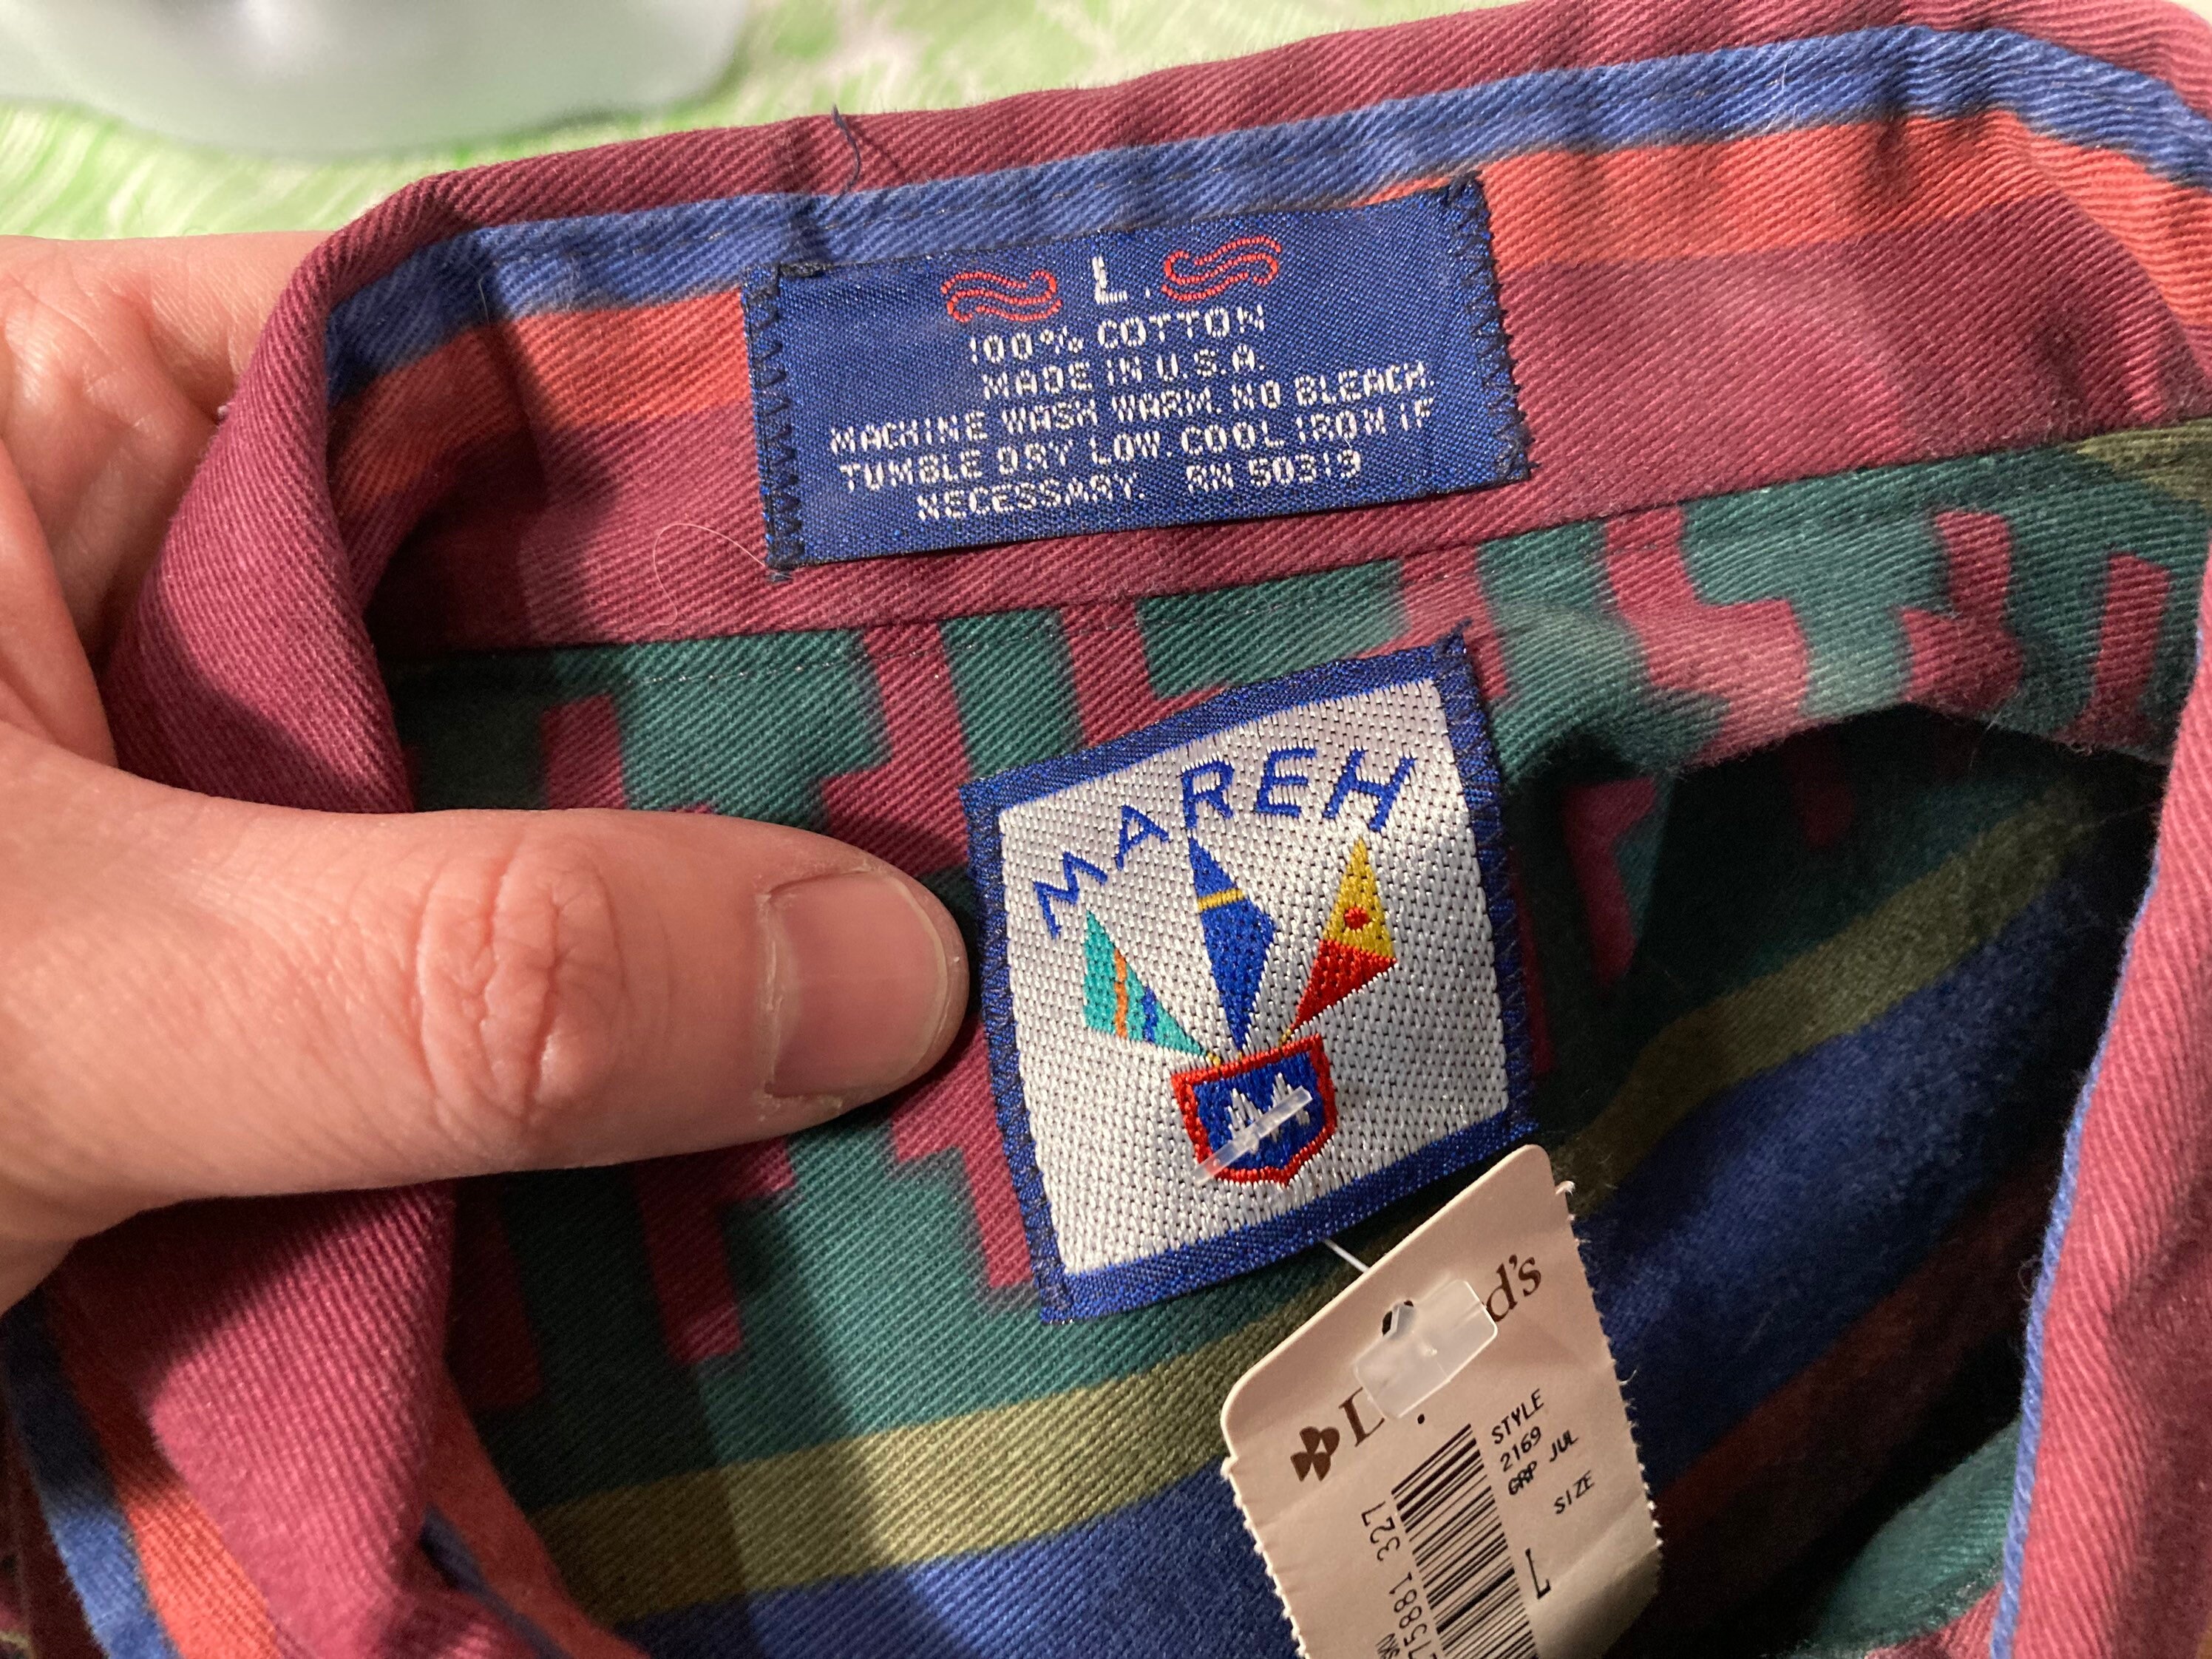 L.
100% COTTON
MADE IN U.S.A.
MACHINE WASH WARM. NO BLEACH.
TUMBLE DRY LOW. COOL IRON IF
NECESSARY. RN 50319
MAREH
STYLE
2169
GRP JUL
SIZE
327
SKU